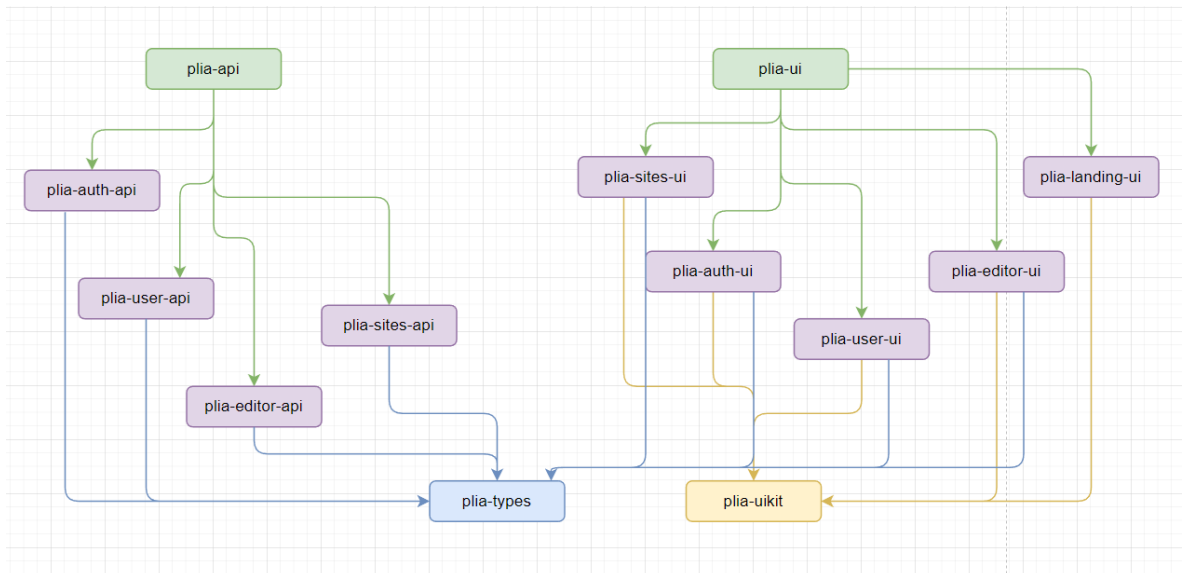 plia-api
plia-ui
plia-auth-api
plia-sites-ui
plia-landing-ui
plia-user-api
plia-auth-ui
plia-editor-ui
plia-sites-api
plia-user-ui
plia-editor-api
plia-types
plia-uikit